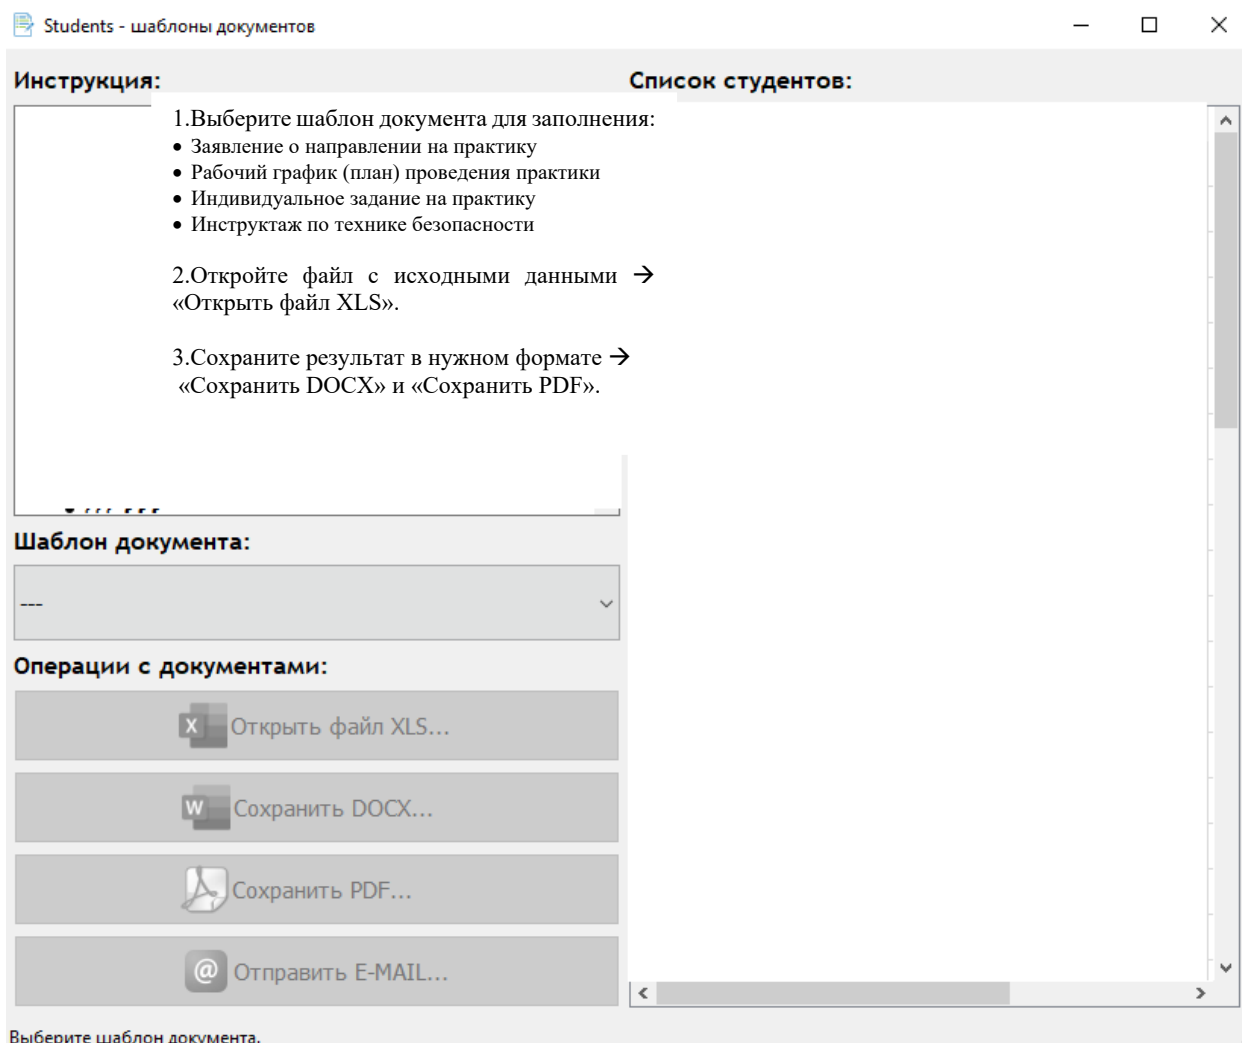 Students - шаблоны документов
Инструкция:
Список студентов:
1.Выберите шаблон документа для заполнения:
• Заявление о направлении на практику
• Рабочий график (план) проведения практики
• Индивидуальное задание на практику
• Инструктаж по технике безопасности
2.Откройте файл с исходными данными →
«Открыть файл XLS».
3.Сохраните результат в нужном формате →
«Сохранить DOCX» и «Сохранить PDF».
Шаблон документа:
---
Операции с документами:
Открыть файл XLS...
Сохранить DOCX...
Сохранить PDF...
Отправить E-MAIL...
Выберите шаблон документа.